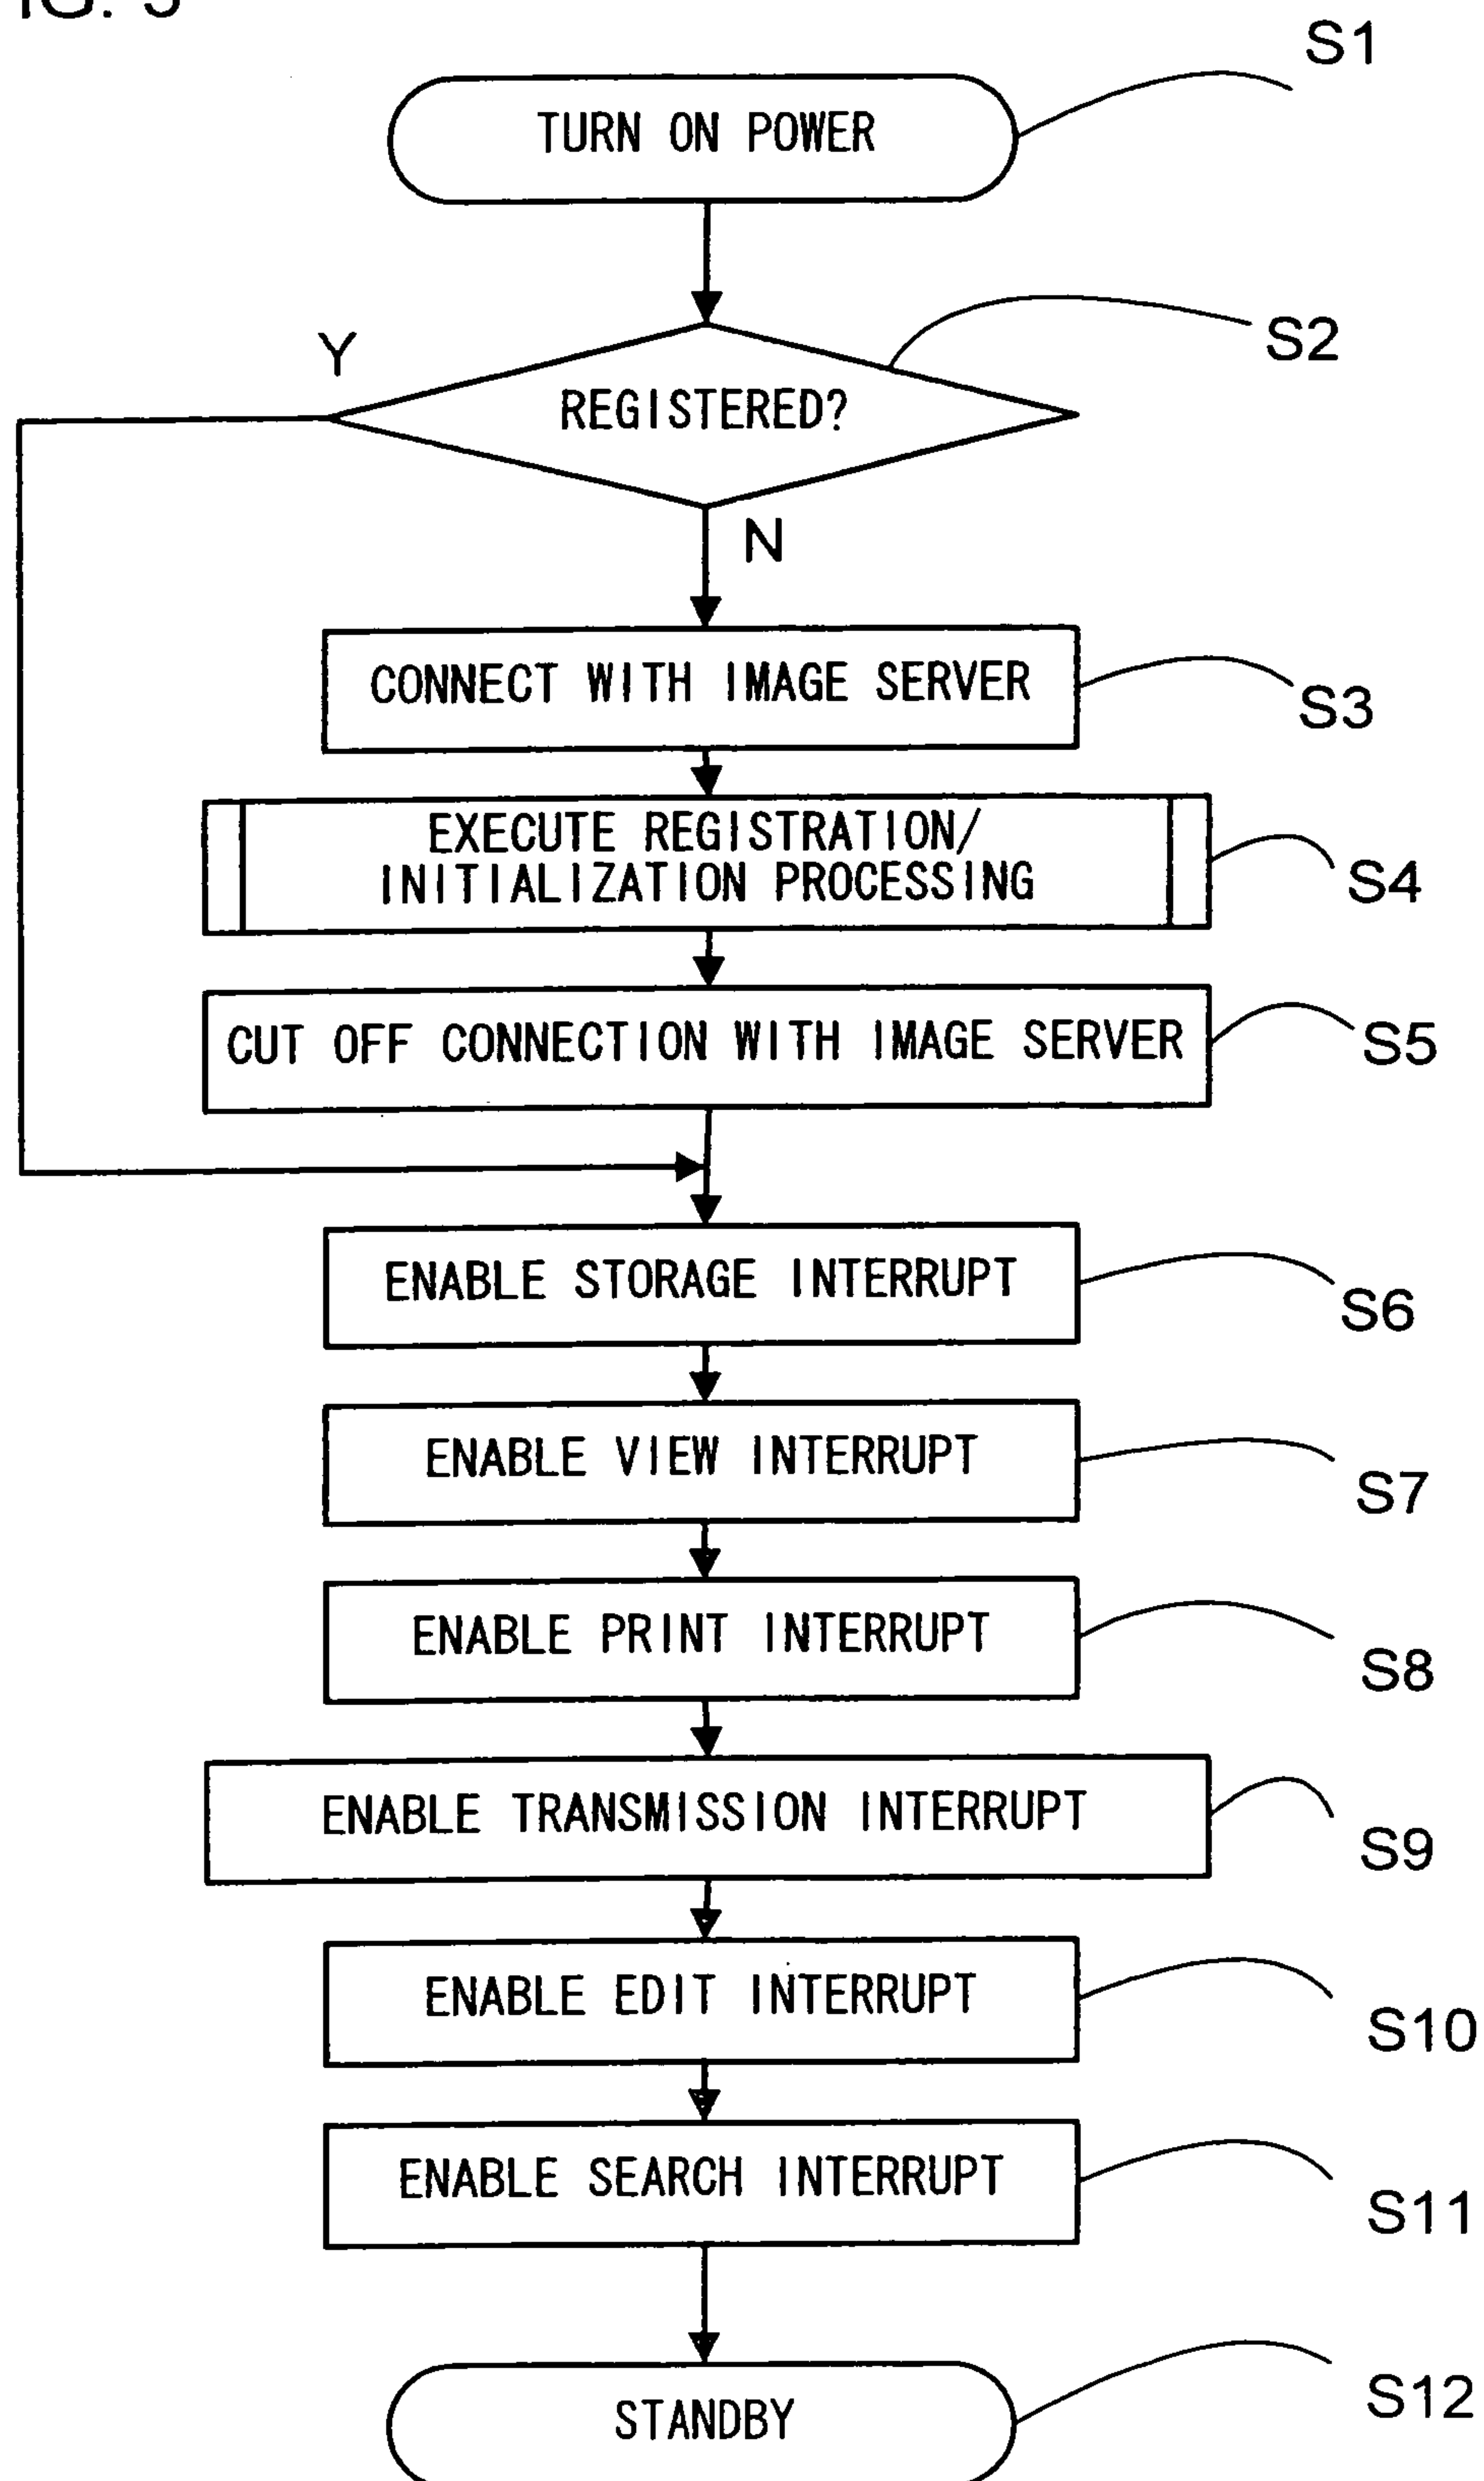 S1
TURN ON POWER
S2
Y
REGISTERED?
N
CONNECT WITH IMAGE SERVER
S3
EXECUTE REGISTRATION/
INITIALIZATION PROCESSING
S4
CUT OFF CONNECTION WITH IMAGE SERVER
S5
ENABLE STORAGE INTERRUPT
S6
ENABLE VIEW INTERRUPT
S7
ENABLE PRINT INTERRUPT
S8
ENABLE TRANSMISSION INTERRUPT
S9
ENABLE EDIT INTERRUPT
S10
ENABLE SEARCH INTERRUPT
S11
STANDBY
S12